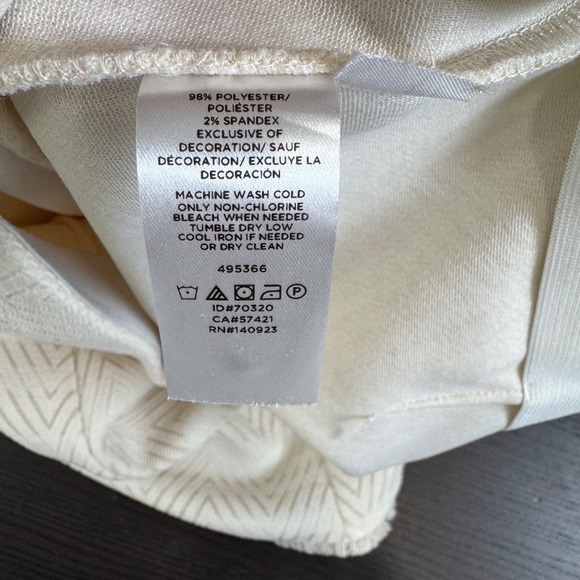 98% POLYESTER/
POLIÉSTER
2% SPANDEX
EXCLUSIVE OF
DECORATION/ SAUF
DÉCORATION/ EXCLUYE LA
DECORACIÓN
MACHINE WASH COLD
ONLY NON-CHLORINE
BLEACH WHEN NEEDED
TUMBLE DRY LOW
COOL IRON IF NEEDED
OR DRY CLEAN
495366
P
ID#70320
CA#57421
RN#140923